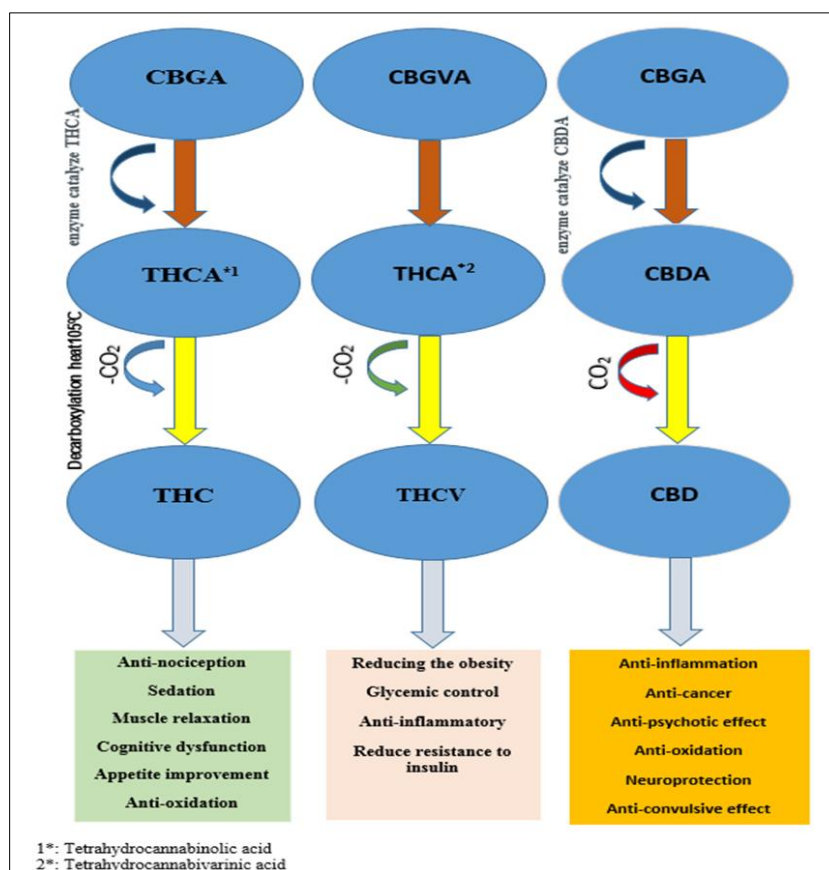 CBGA
CBGVA
CBGA
enzyme catalyze THCA
enzyme catalyze CBDA
THCA*1
THCA*2
CBDA
Decarboxylation heat105ºC
-CO₂
-CO₂
CO₂
THC
THCV
CBD
Anti-nociception
Sedation
Muscle relaxation
Cognitive dysfunction
Appetite improvement
Anti-oxidation
Reducing the obesity
Glycemic control
Anti-inflammatory
Reduce resistance to
insulin
Anti-inflammation
Anti-cancer
Anti-psychotic effect
Anti-oxidation
Neuroprotection
Anti-convulsive effect
1*: Tetrahydrocannabinolic acid
2*: Tetrahydrocannabivarinic acid